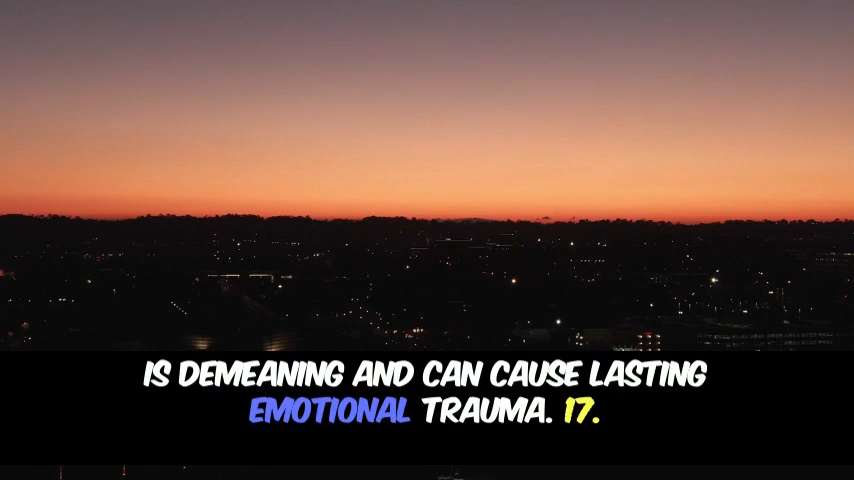 IS DEMEANING AND CAN CAUSE LASTING
EMOTIONAL TRAUMA. 17.